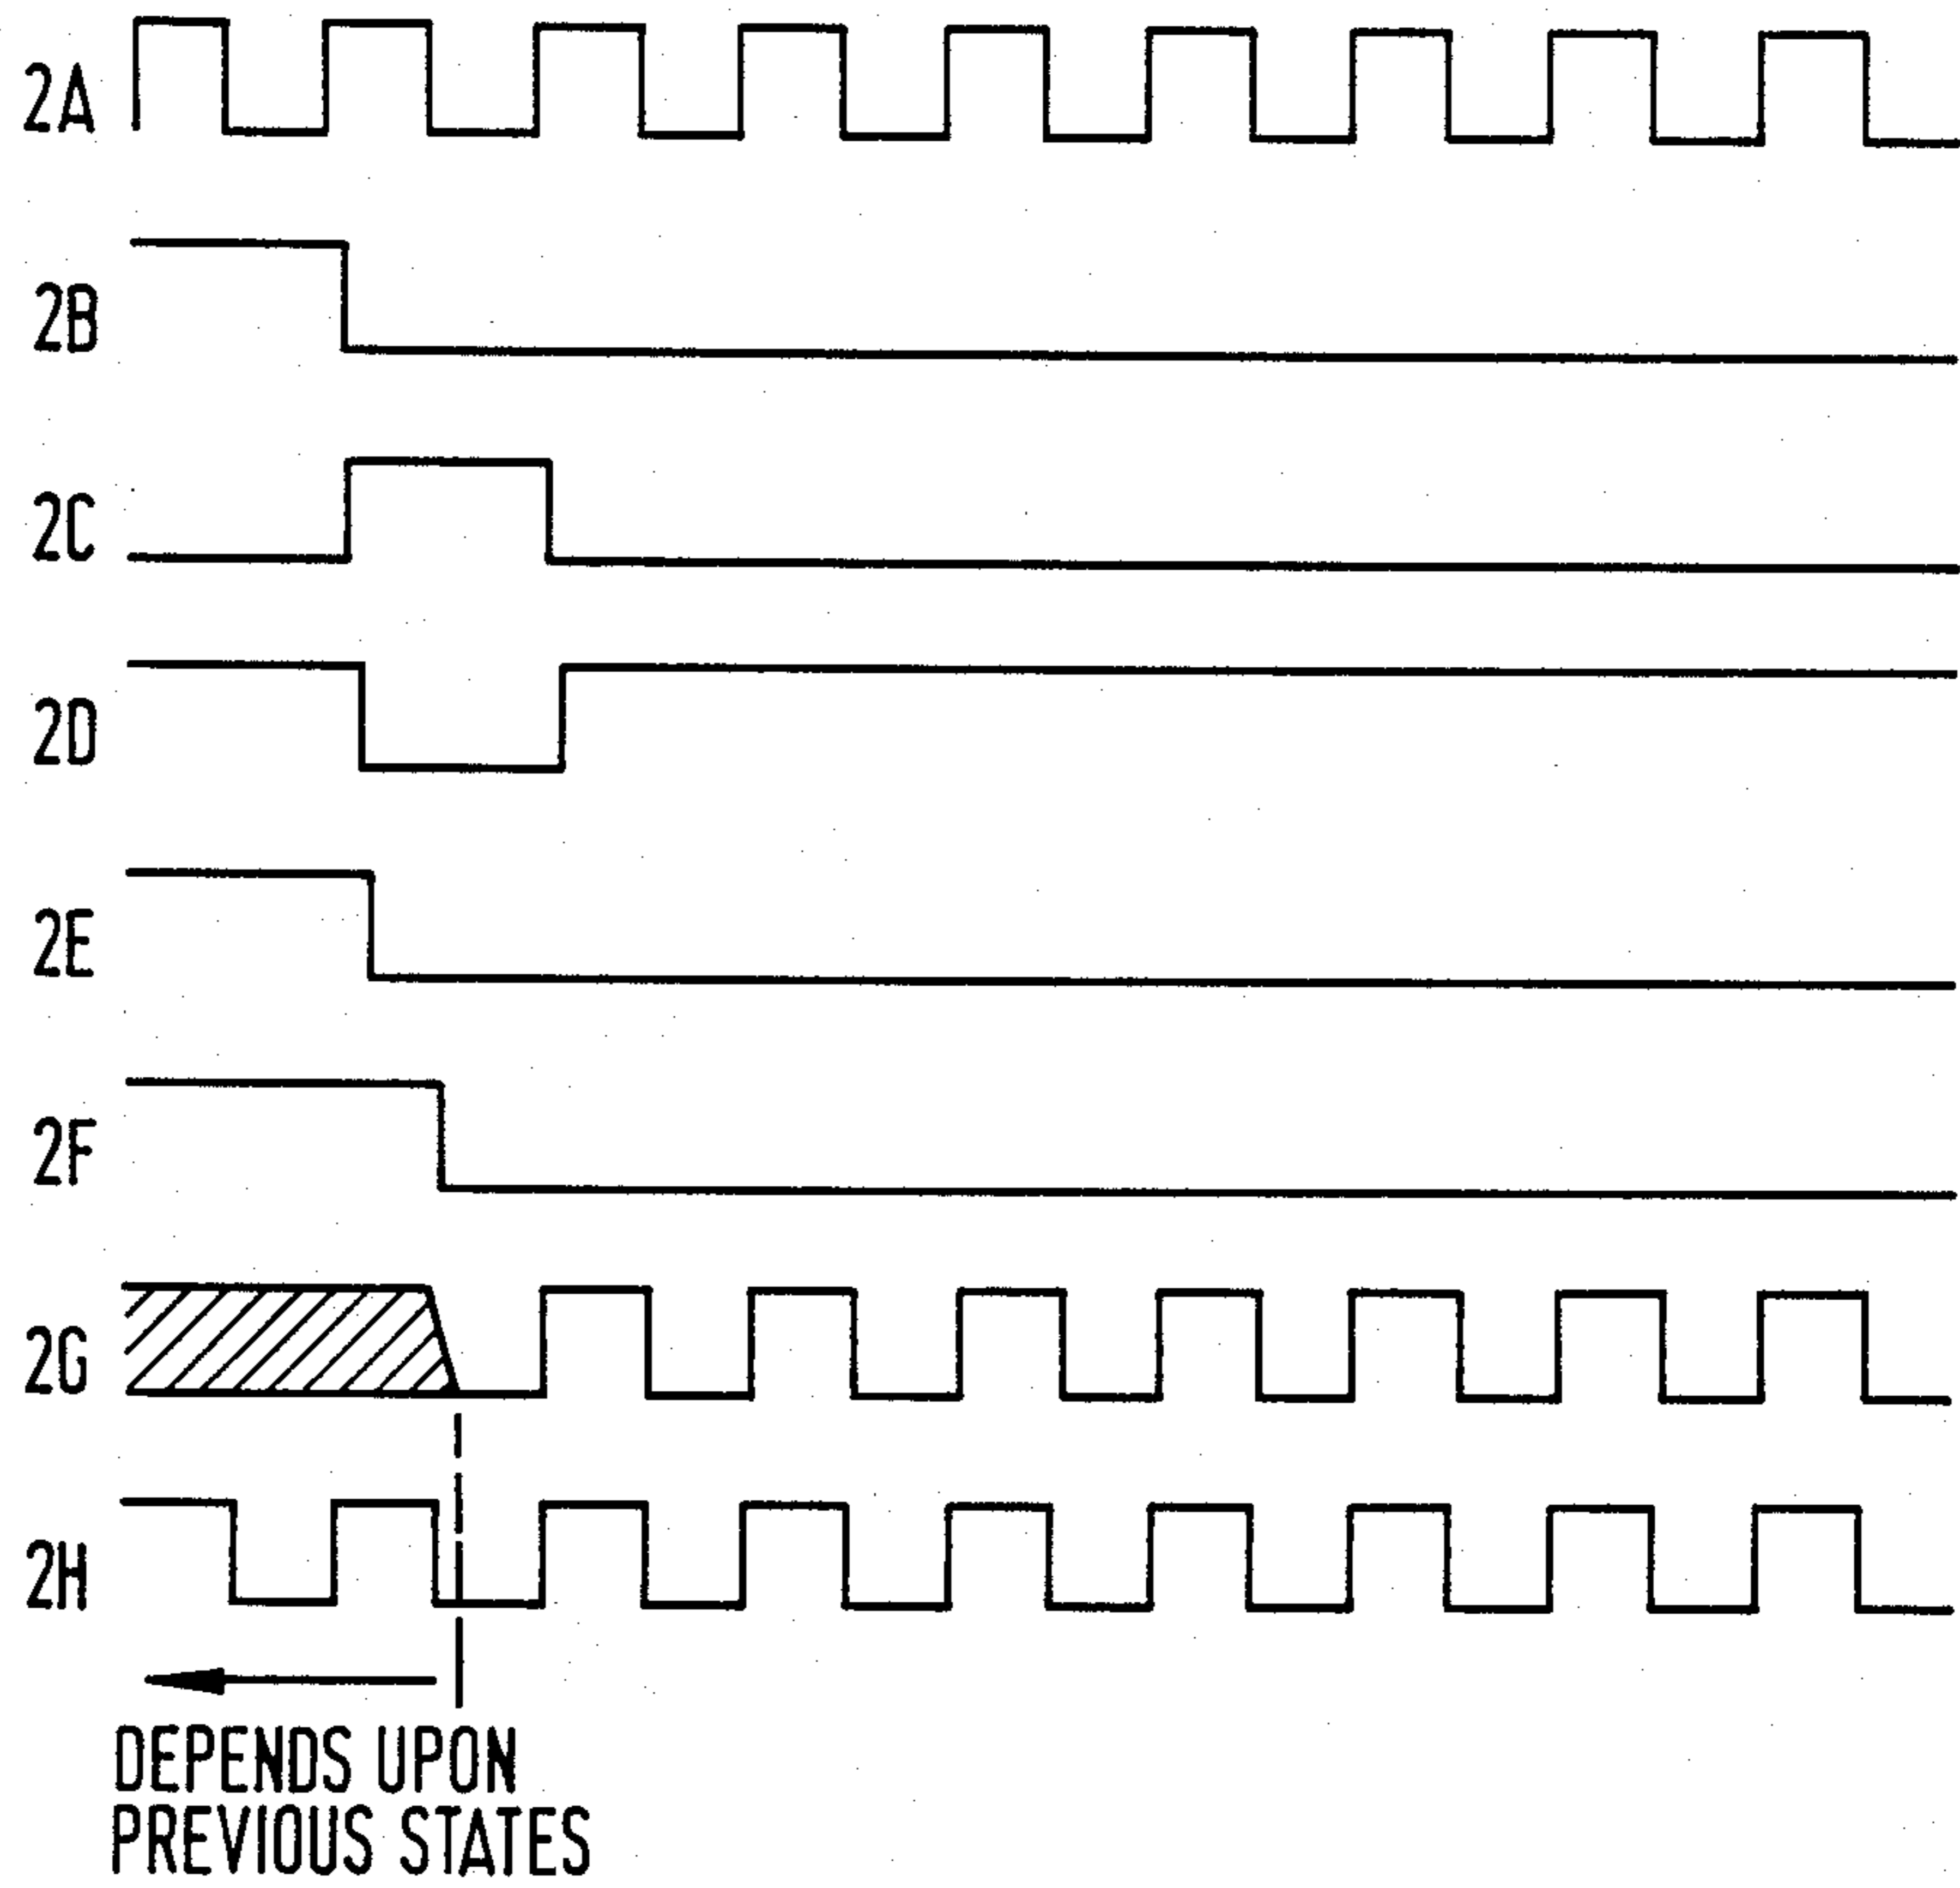 2A
2B
2C
2D
2E
2F
2G
2H
DEPENDS UPON
PREVIOUS STATES